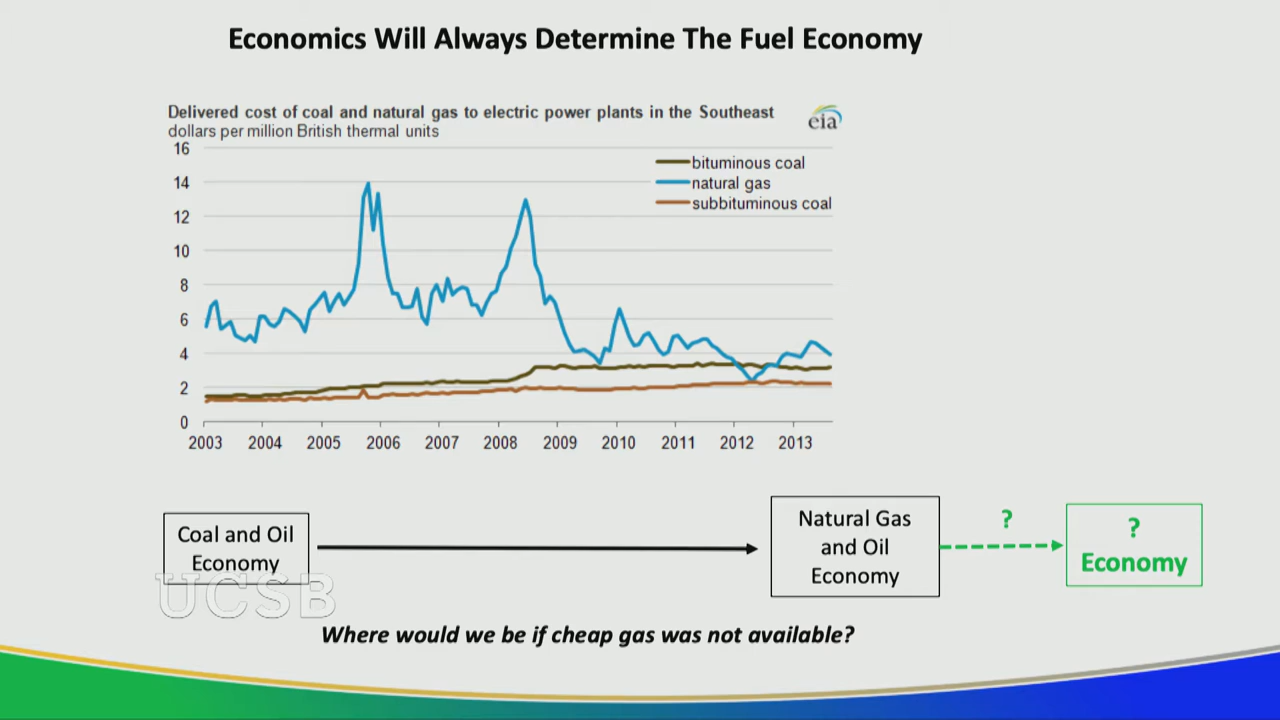 Economics Will Always Determine The Fuel Economy
Delivered cost of coal and natural gas to electric power plants in the Southeast
dollars per million British thermal units
eia
16
14
12
10
8
6
4
2
0
bituminous coal
natural gas
subbituminous coal
2003 2004 2005 2006 2007 2008 2009 2010 2011 2012 2013
Coal and Oil
Economy
Natural Gas
and Oil
Economy
?
?
Economy
UCSB
Where would we be if cheap gas was not available?